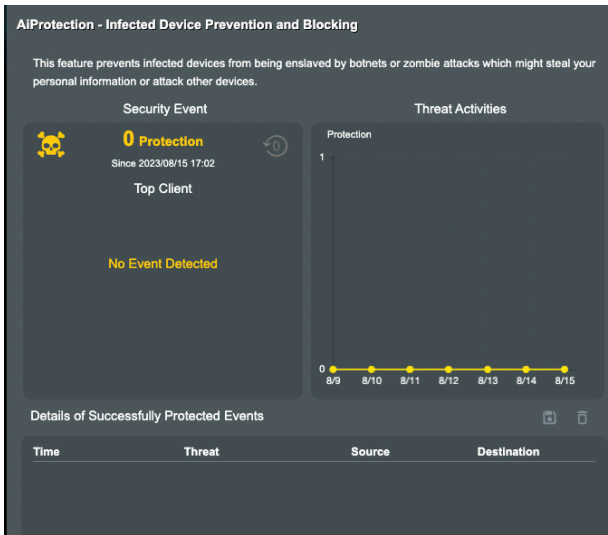 AiProtection - Infected Device Prevention and Blocking
This feature prevents infected devices from being enslaved by botnets or zombie attacks which might steal your
personal information or attack other devices.
Security Event
0 Protection
0
Since 2023/08/15 17:02
Top Client
No Event Detected
Threat Activities
Protection
1
0
8/9 8/10 8/11 8/12 8/13 8/14 8/15
Details of Successfully Protected Events
Time Threat Source Destination